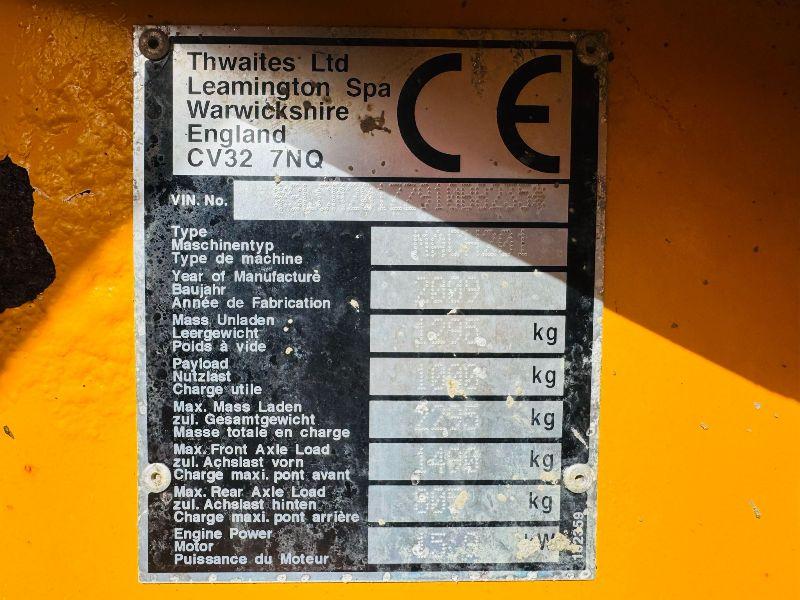 Thwaites Ltd
Leamington Spa
Warwickshire
England
CV32 7NQ
CE
VIN. No.
Type
Maschinentyp
Type de machine
Year of Manufacture
Baujahr
Année de Fabrication
2009
Mass Unladen
Leergewicht
Poids à vide
1295 kg
Payload
Nutzlast
Charge utile
kg
Max. Mass Laden
zul. Gesamtgewicht
Masse totale en charge
kg
Max. Front Axle Load
zul. Achslast vorn
Charge maxi. pont avant
kg
Max. Rear Axle Load
zul. Achslast hinten
Charge maxi. pont arrière
kg
Engine Power
Motor
Puissance du Moteur
kW